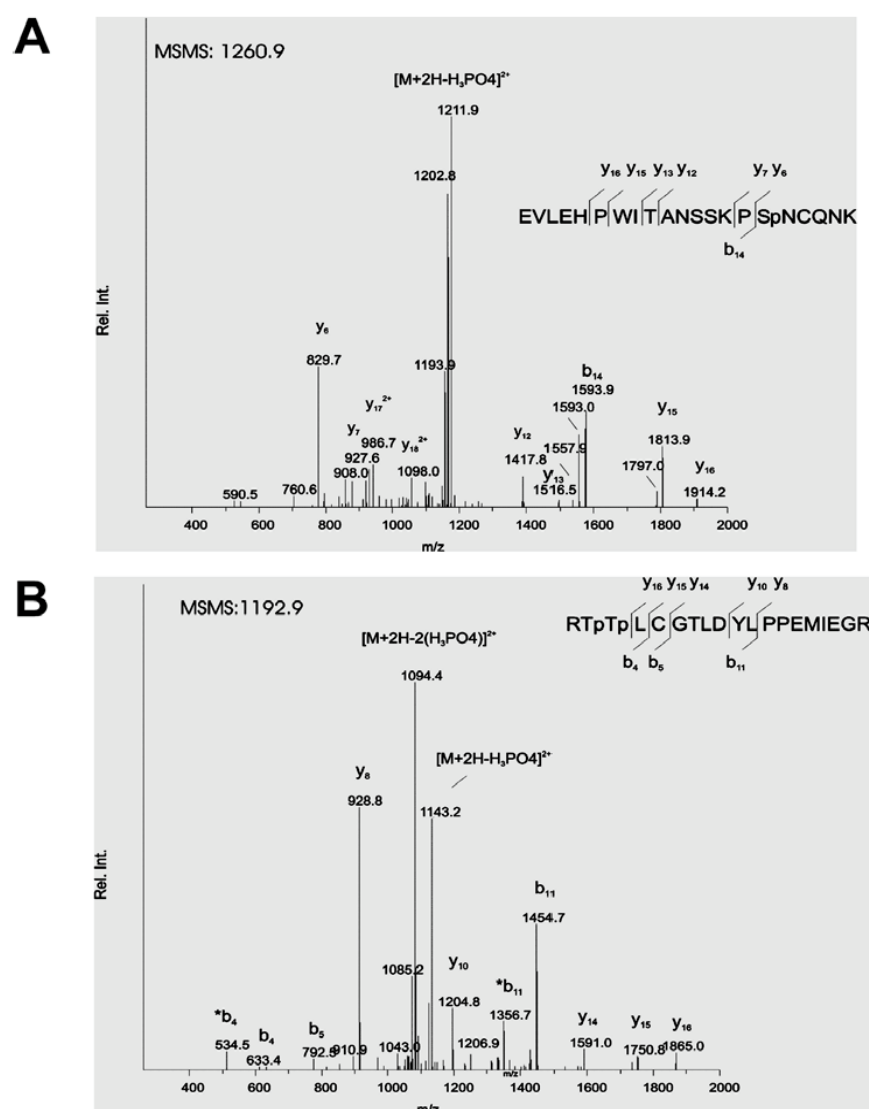 A
MSMS: 1260.9
[M+2H-H₃PO4]²⁺
1211.9
1202.8
y₁₆ y₁₅ y₁₃ y₁₂ y₇ y₆
EVLEHPWITANSSKPSpNCQNK
b₁₄
Rel. Int.
y₆
829.7
1193.9
b₁₄
1593.9
y₁₇²⁺
986.7
y₇
927.6
908.0
y₁₈²⁺
1098.0
y₁₂
1417.8
1593.0
1557.9
y₁₃
1516.5
y₁₅
1813.9
1797.0
y₁₆
1914.2
590.5
760.6
400 600 800 1000 1200 1400 1600 1800 2000
m/z
B
MSMS:1192.9
y₁₆ y₁₅ y₁₄ y₁₀ y₈
RTpTpLCGTLDYLPPEMIEGR
b₄ b₅ b₁₁
[M+2H-2(H₃PO4)]²⁺
1094.4
[M+2H-H₃PO4]²⁺
1143.2
y₈
928.8
Rel. Int.
b₁₁
1454.7
1085.2
y₁₀
1204.8
*b₁₁
1356.7
*b₄
534.5
b₄
633.4
b₅
792.5
910.9
1043.0
1206.9
y₁₄
1591.0
y₁₅
1750.8
y₁₆
1865.0
m/z
400 600 800 1000 1200 1400 1600 1800 2000
m/z